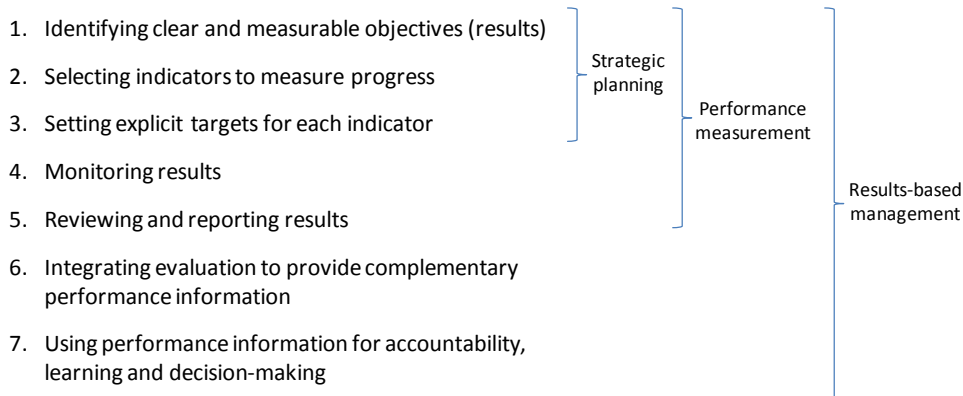 1. Identifying clear and measurable objectives (results)
2. Selecting indicators to measure progress
3. Setting explicit targets for each indicator
4. Monitoring results
5. Reviewing and reporting results
6. Integrating evaluation to provide complementary
performance information
7. Using performance information for accountability,
learning and decision-making
Strategic
planning
Performance
measurement
Results-based
management